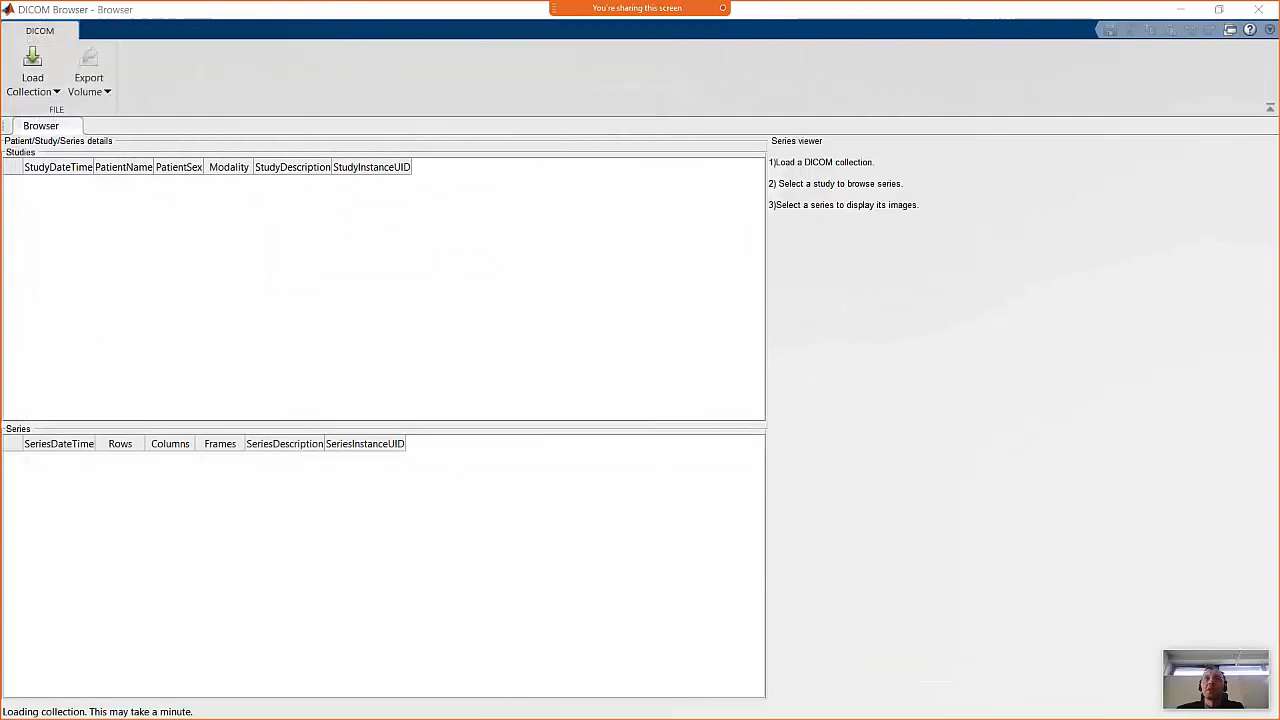 DICOM Browser - Browser
You're sharing this screen
DICOM
Load Collection
Export Volume
FILE
Browser
Patient/Study/Series details
Studies
StudyDateTime PatientName PatientSex Modality StudyDescription StudyInstanceUID
Series
SeriesDateTime Rows Columns Frames SeriesDescription SeriesInstanceUID
Series viewer
1)Load a DICOM collection.
2) Select a study to browse series.
3)Select a series to display its images.
Loading collection. This may take a minute.